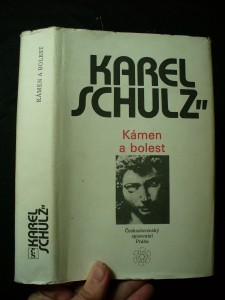 KÁMEN A BOLEST
KAREL
SCHULZ"
KAREL
SCHULZ"
Kámen
a bolest
Československý
spisovatel
Praha